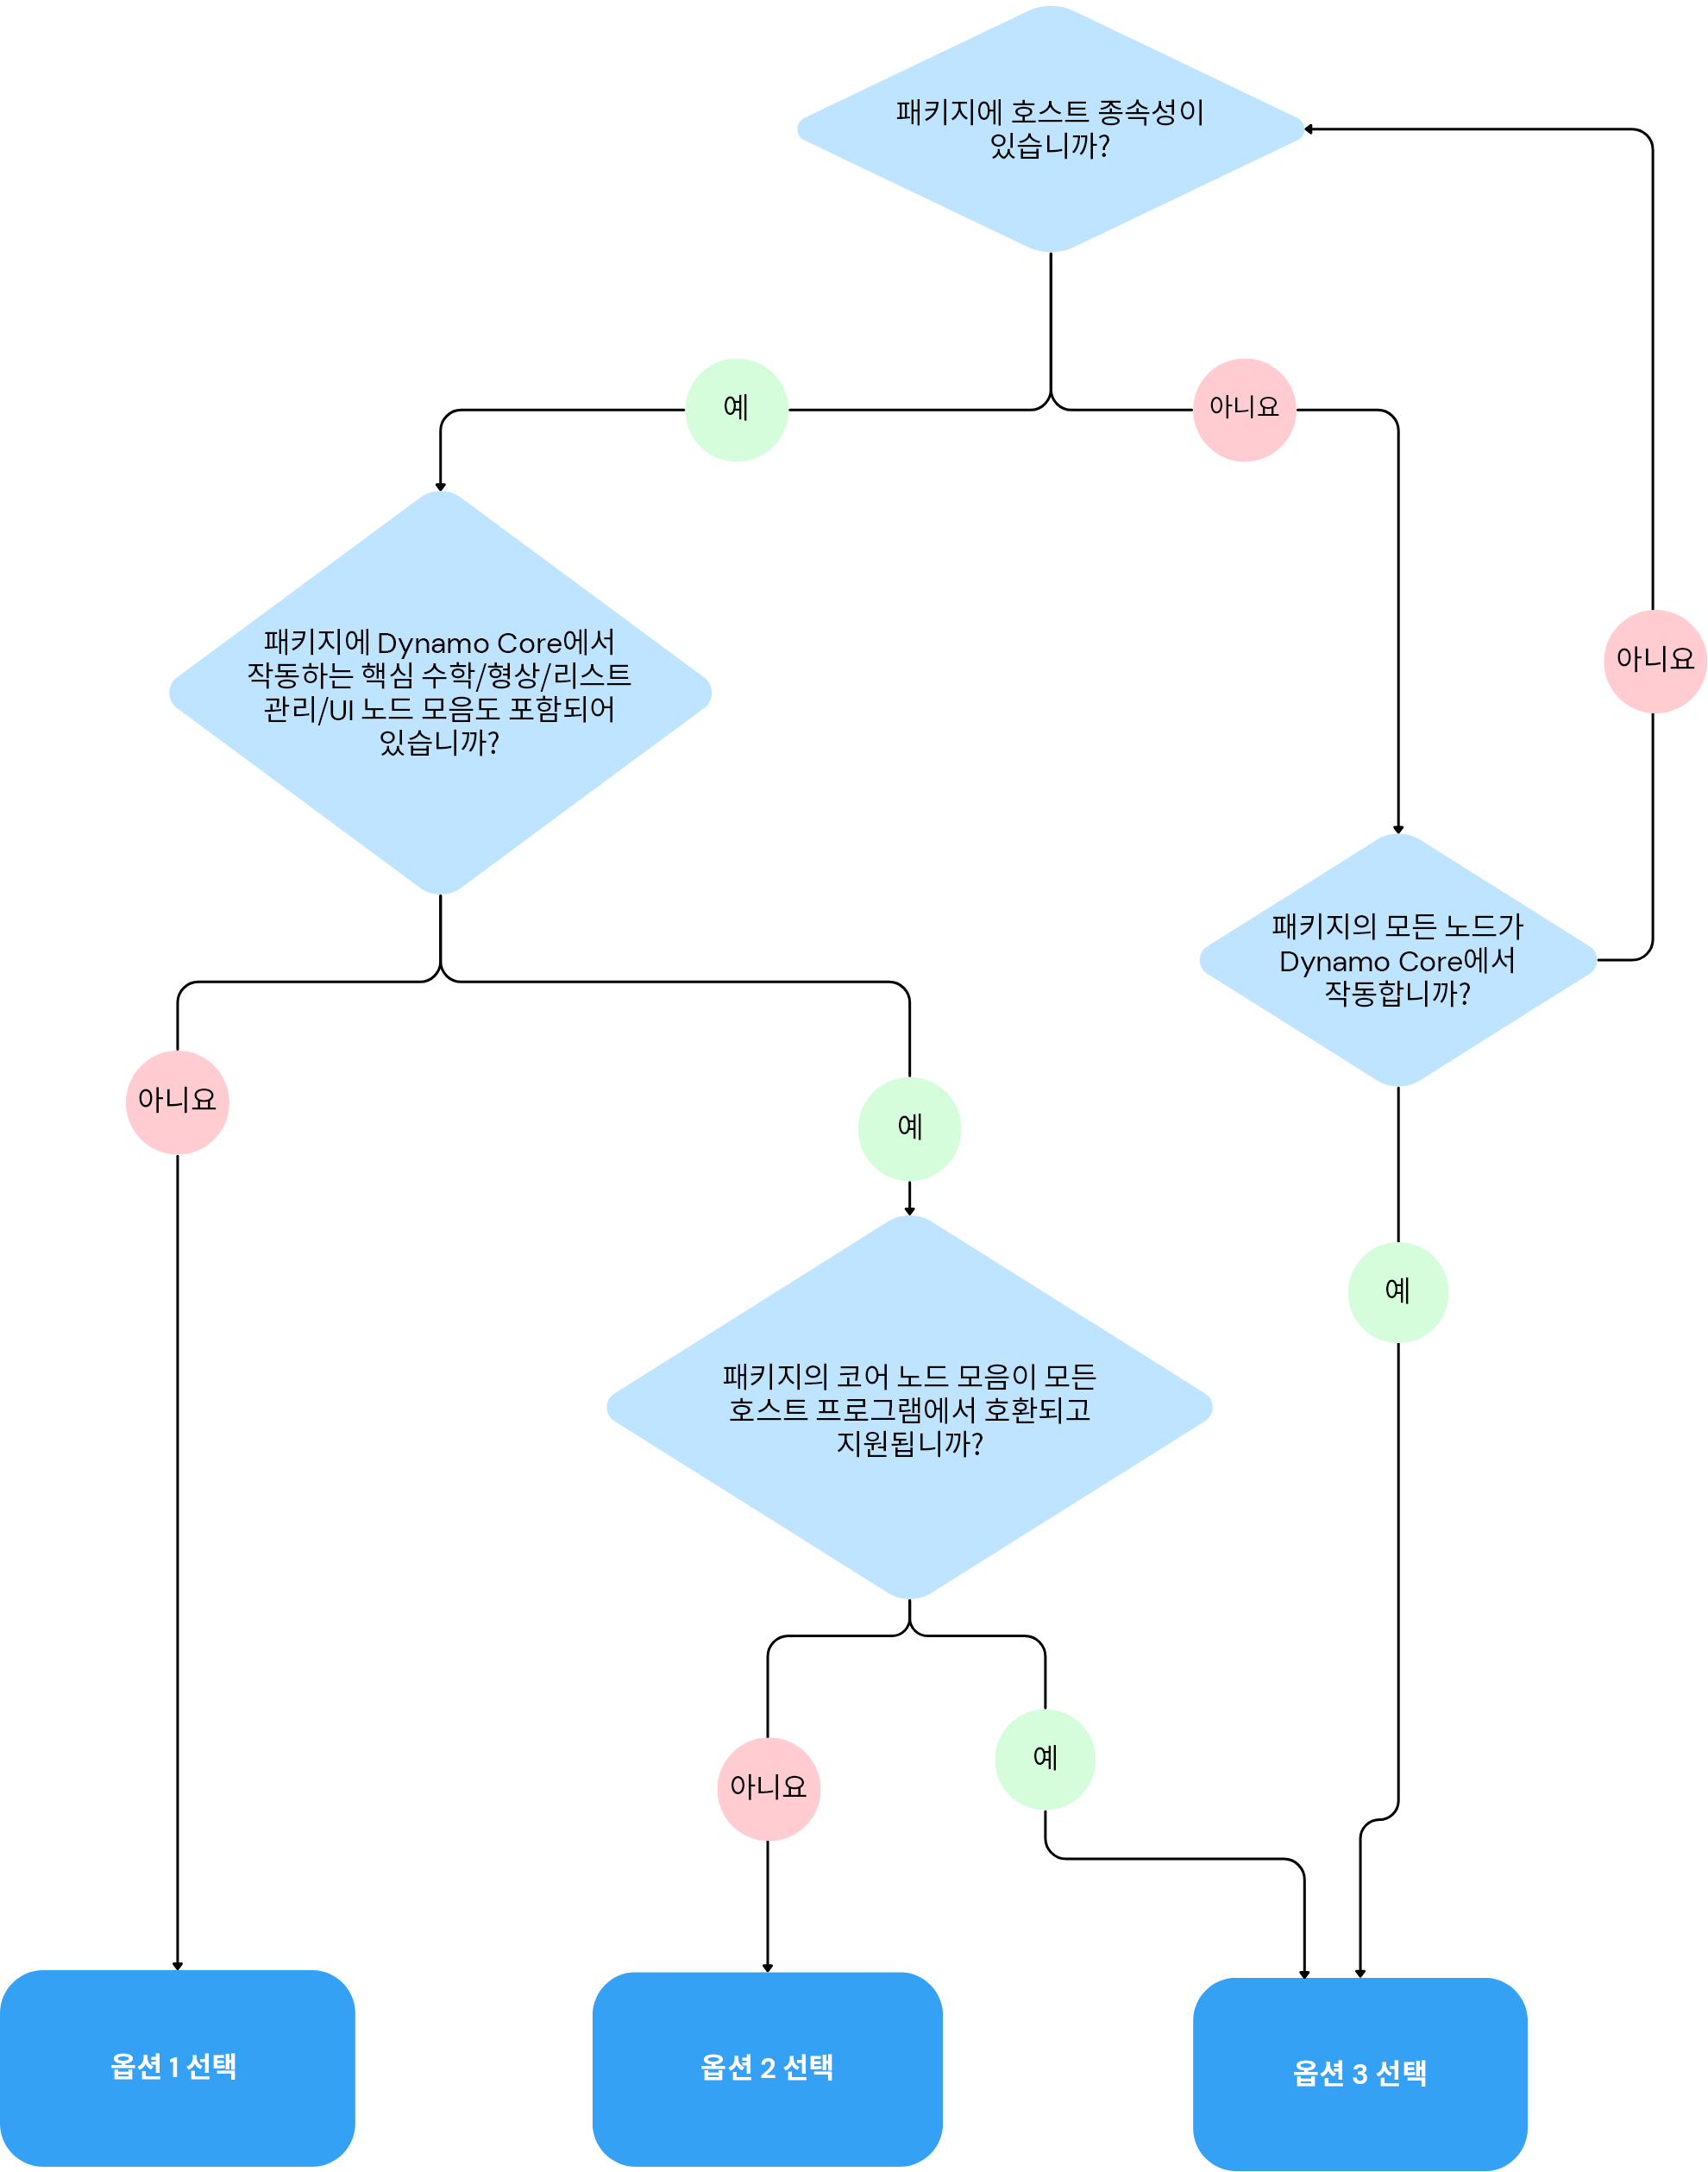 패키지에 호스트 종속성이
있습니까?
예
아니요
패키지에 Dynamo Core에서
작동하는 핵심 수학/형상/리스트
관리/UI 노드 모음도 포함되어
있습니까?
아니요
패키지의 모든 노드가
Dynamo Core에서
작동합니까?
아니요
예
예
패키지의 코어 노드 모음이 모든
호스트 프로그램에서 호환되고
지원됩니까?
아니요
예
옵션 1 선택
옵션 2 선택
옵션 3 선택